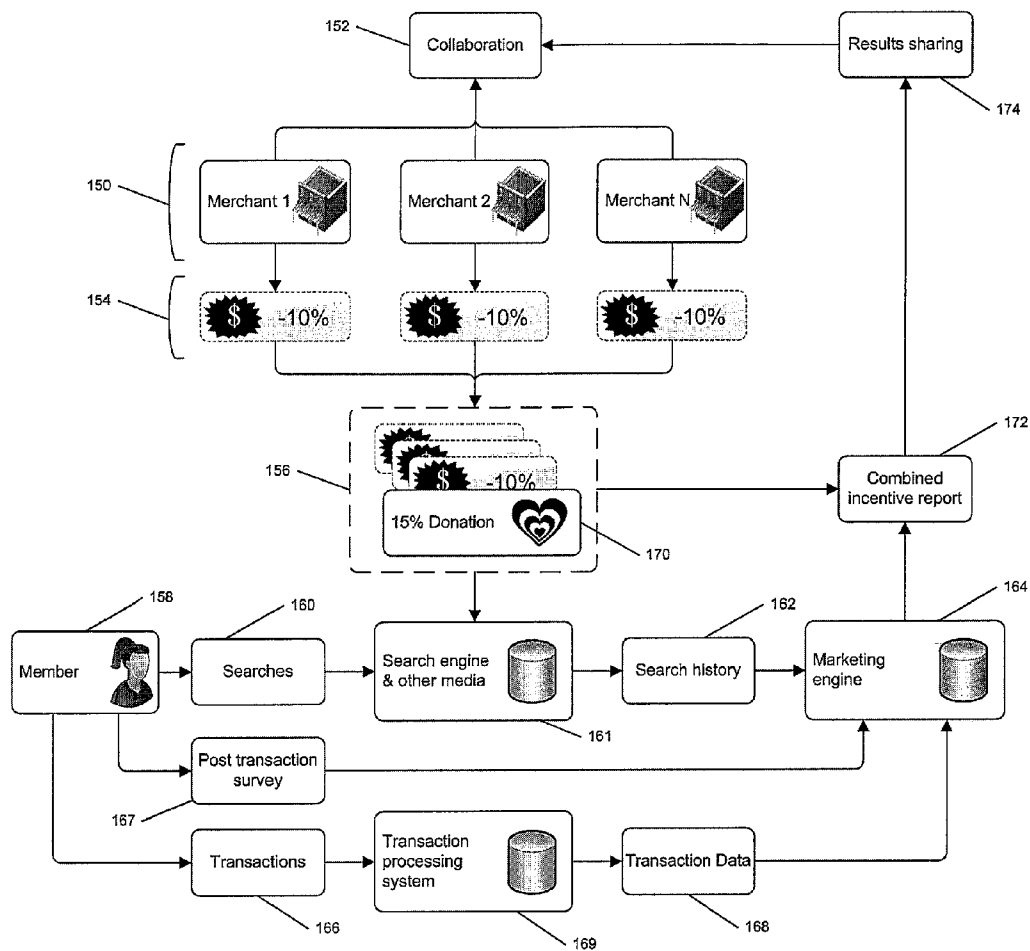 152
Collaboration
Results sharing
174
150
Merchant 1
Merchant 2
Merchant N
154
$ -10%
$ -10%
$ -10%
172
156
$ -10%
Combined
incentive report
15% Donation
170
158
160
162
164
Member
Searches
Search engine
& other media
Search history
Marketing
engine
161
Post transaction
survey
167
Transactions
Transaction
processing
system
Transaction Data
166
169
168